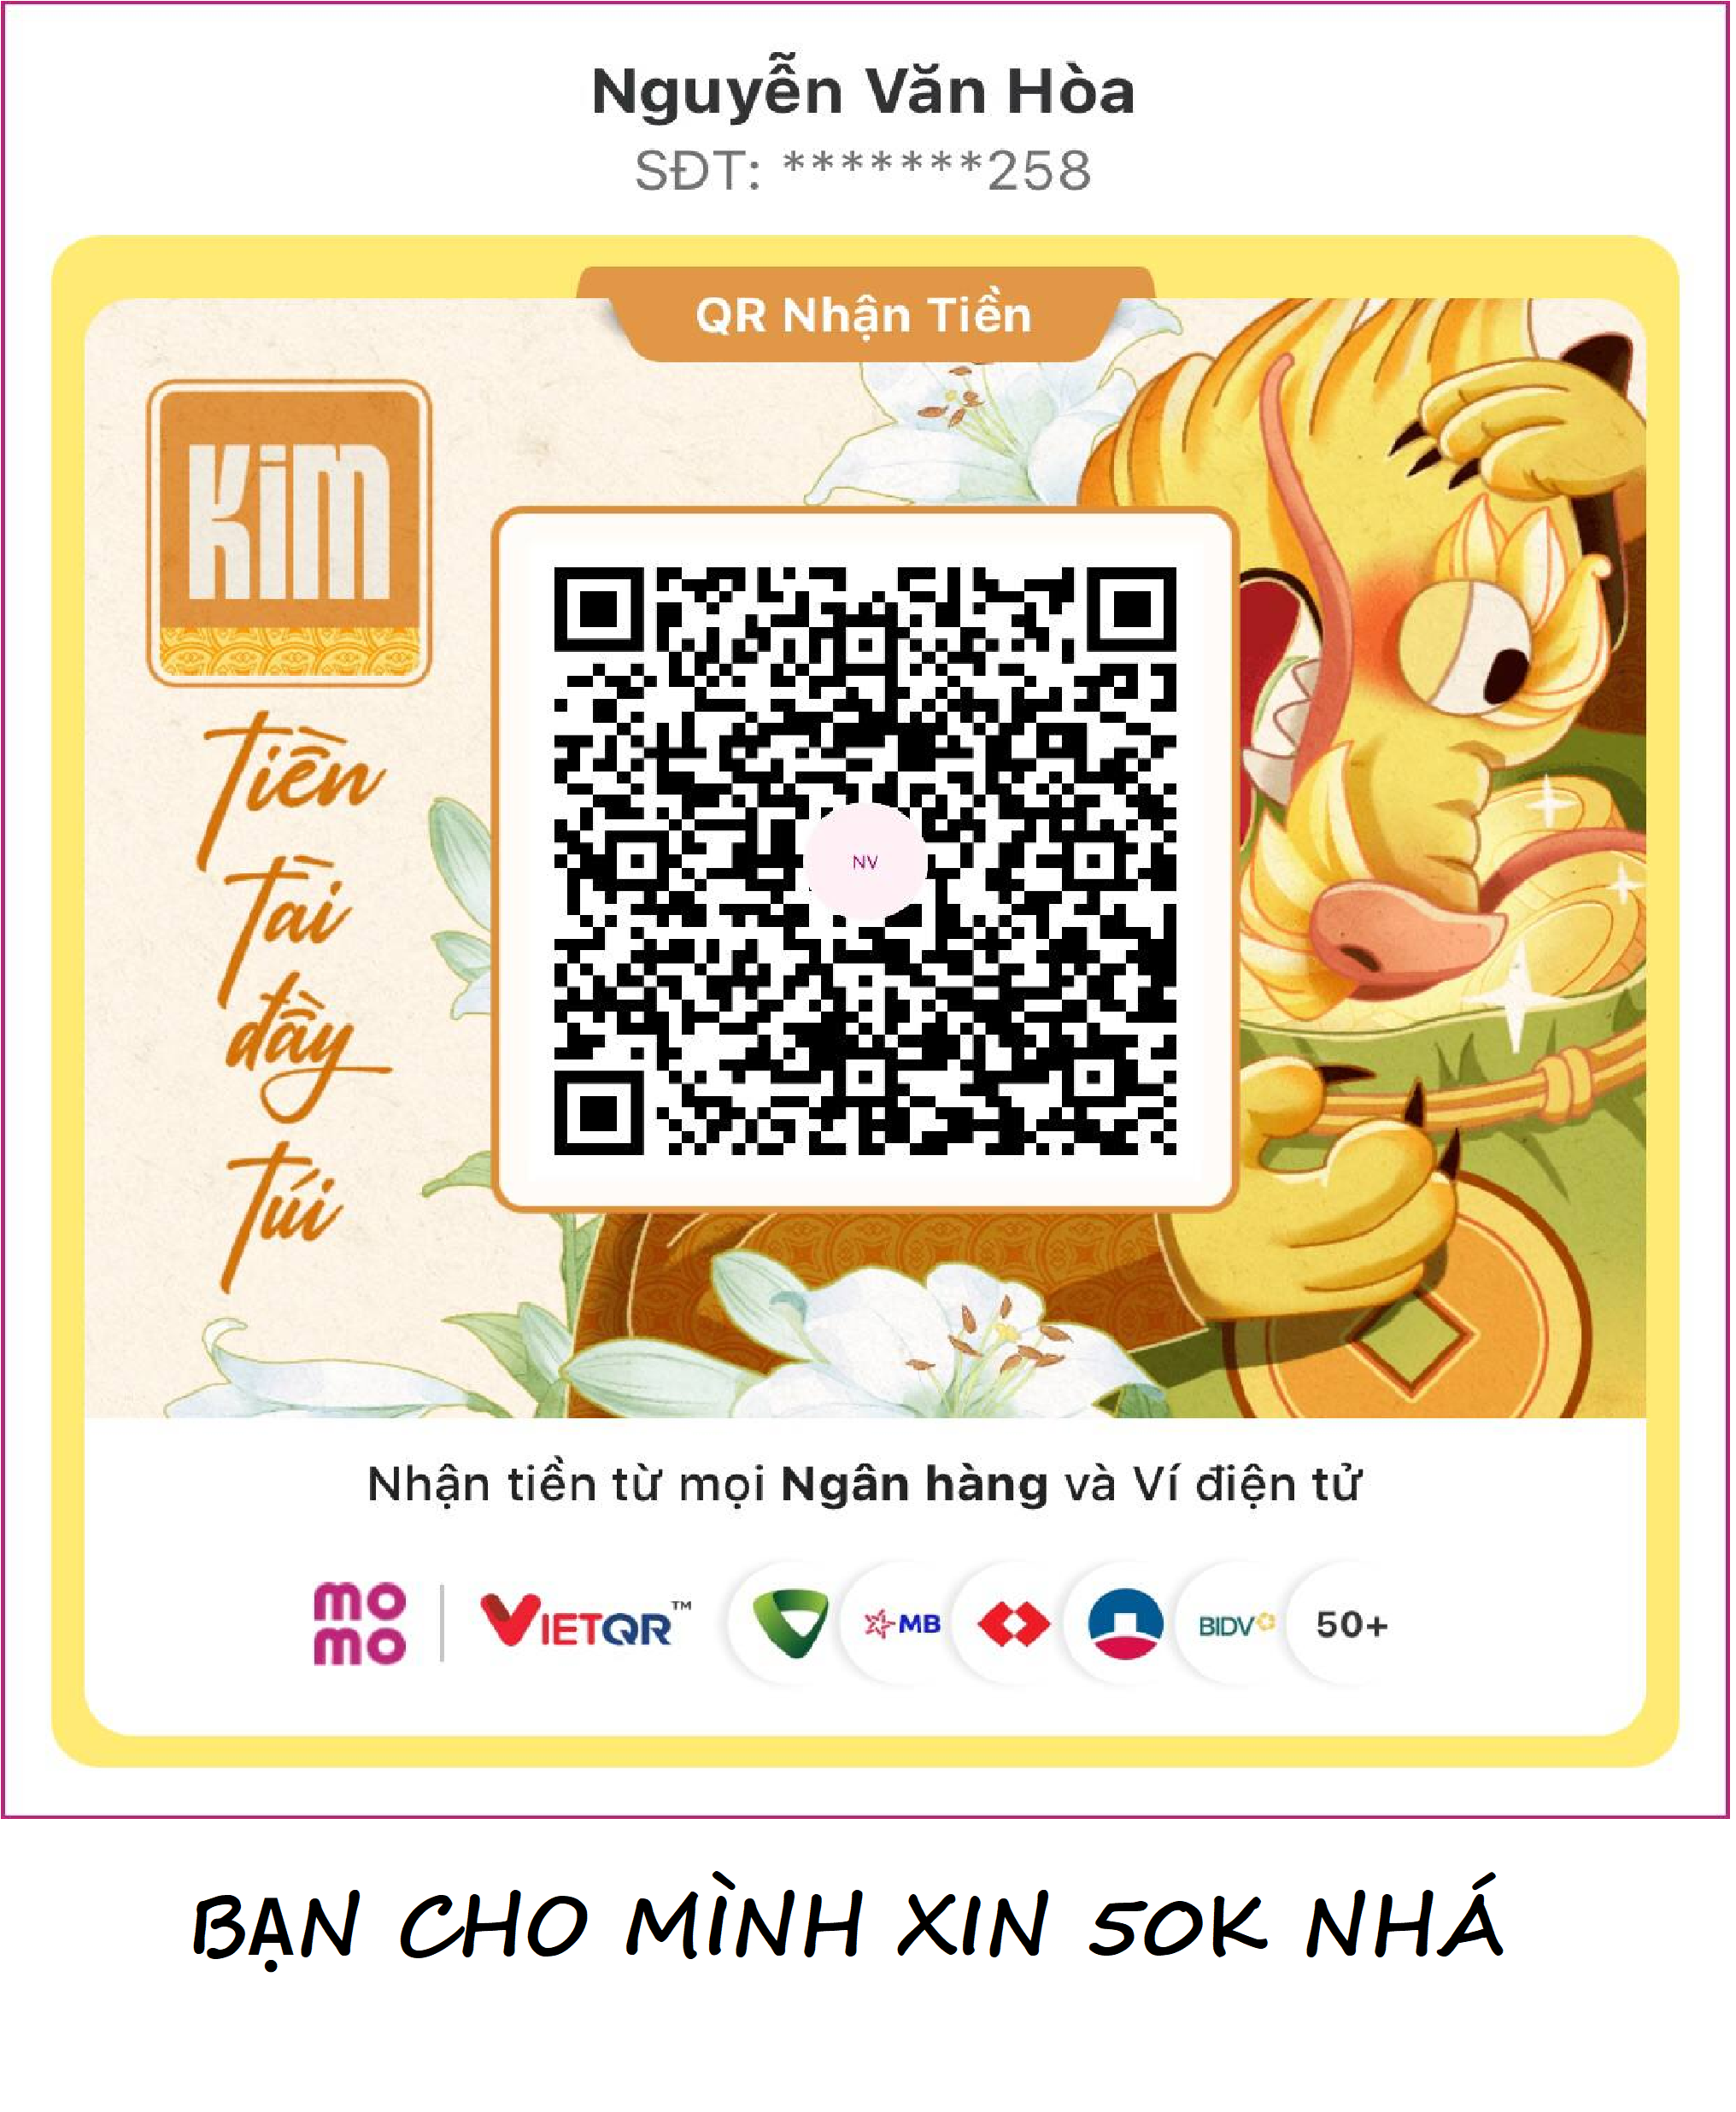 Nguyễn Văn Hòa
SĐT: *******258
QR Nhận Tiền
KiM
Tiền
Tài
đầy
túi
NV
Nhận tiền từ mọi Ngân hàng và Ví điện tử
mo
mo
VIETQR™
MB
BIDV
50+
BẠN CHO MÌNH XIN 50K NHÁ